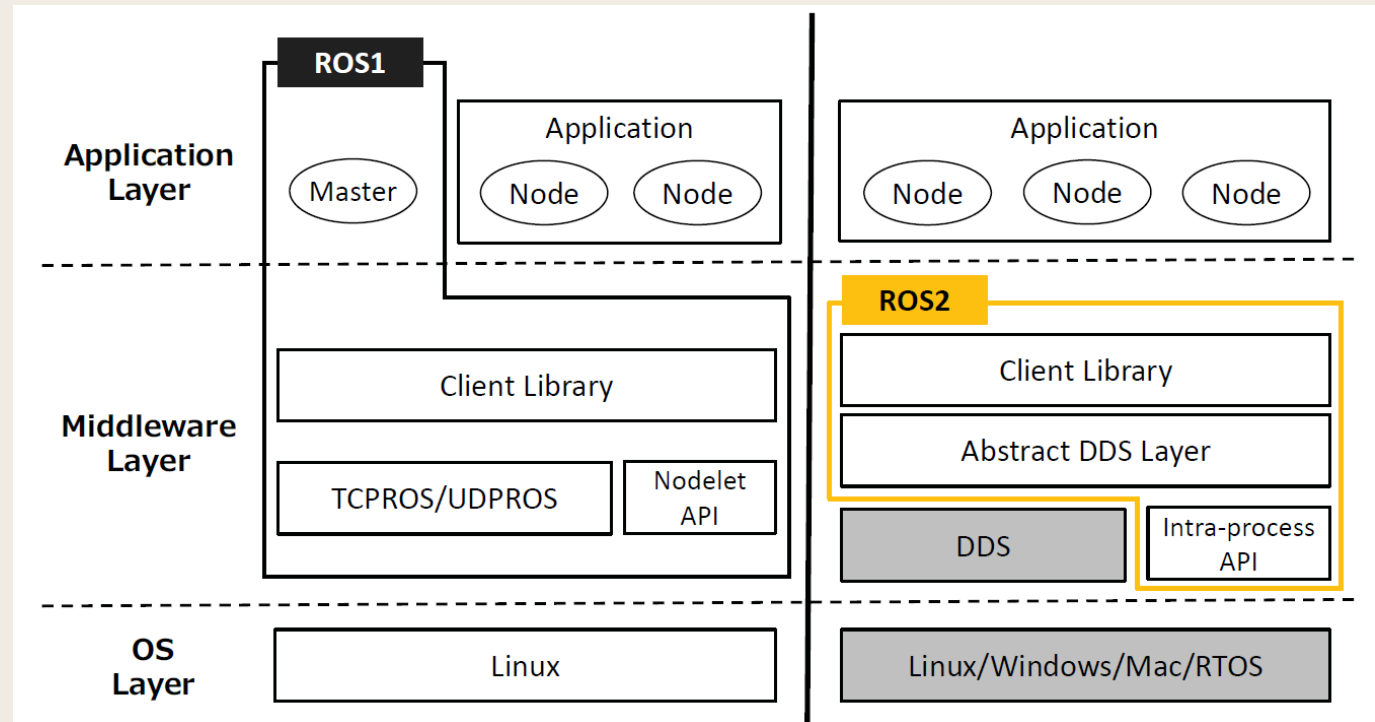 ROS1
Application
Layer
Master
Application
Node
Node
Application
Node
Node
Node
Middleware
Layer
Client Library
TCPROS/UDPROS
Nodelet
API
ROS2
Client Library
Abstract DDS Layer
DDS
Intra-process
API
OS
Layer
Linux
Linux/Windows/Mac/RTOS